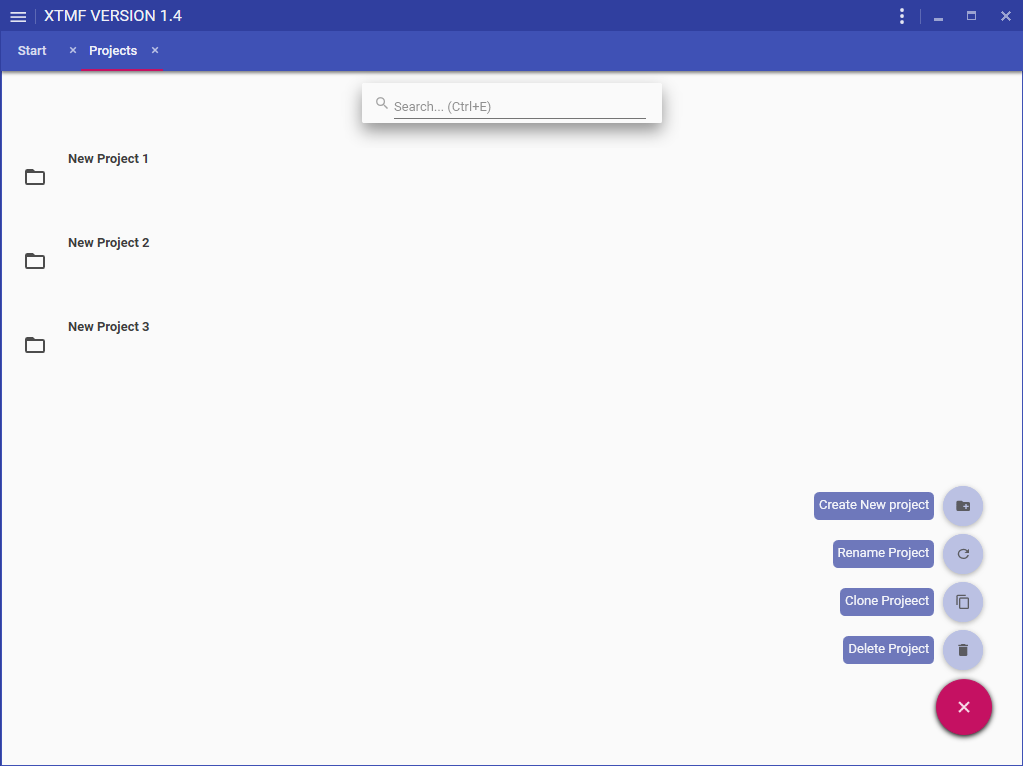 XTMF VERSION 1.4
Start
Projects
Search... (Ctrl+E)
New Project 1
New Project 2
New Project 3
Create New project
Rename Project
Clone Projeect
Delete Project